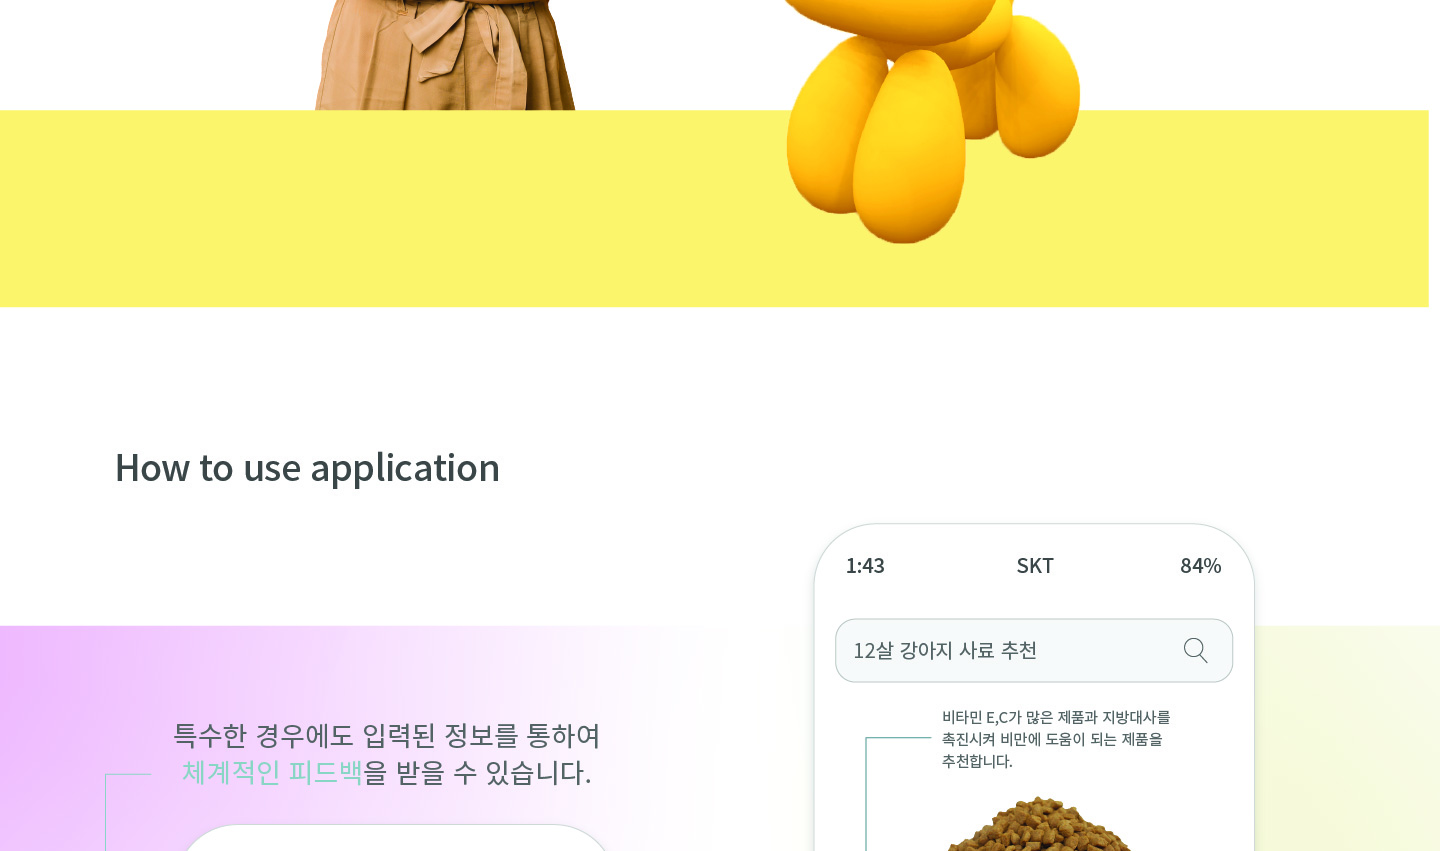 How to use application
1:43 SKT 84%
12살 강아지 사료 추천
비타민 E,C가 많은 제품과 지방대사를
촉진시켜 비만에 도움이 되는 제품을
추천합니다.
특수한 경우에도 입력된 정보를 통하여
체계적인 피드백을 받을 수 있습니다.